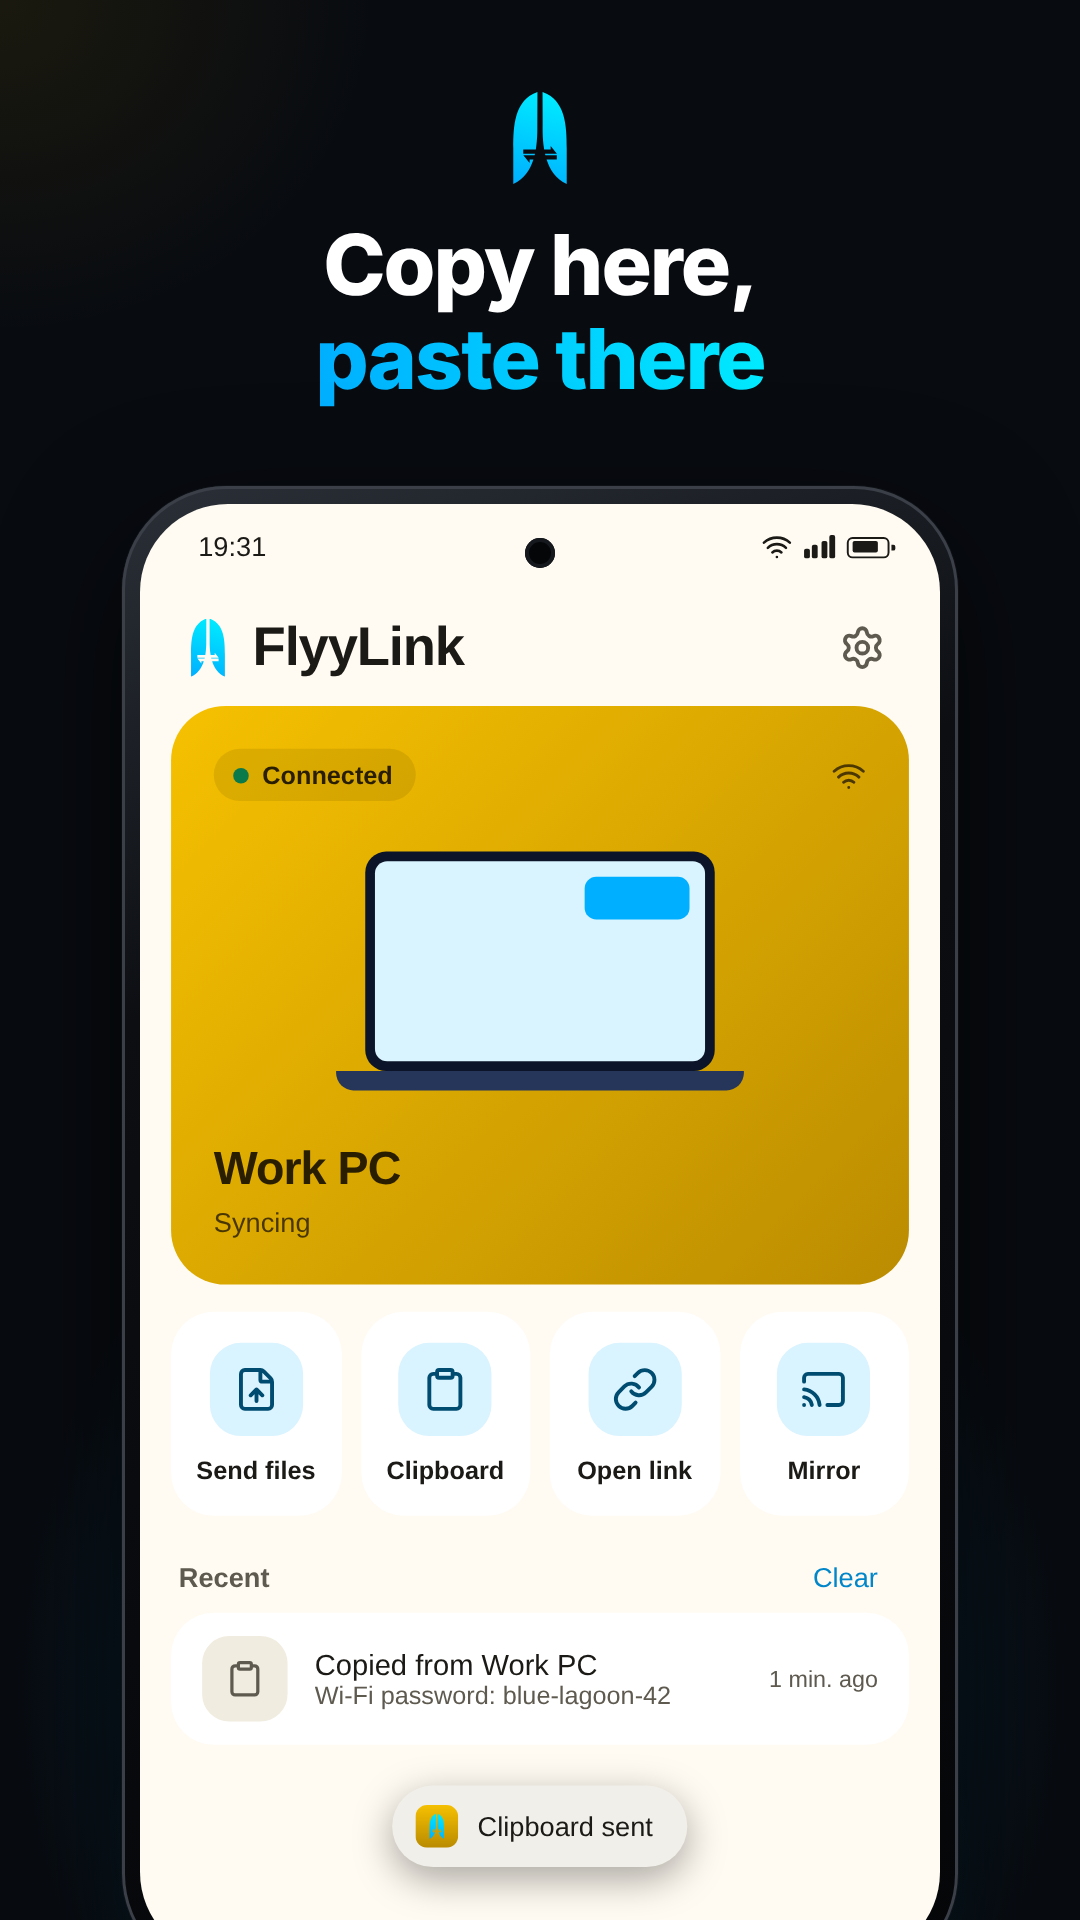 Copy here,
paste there
19:31
FlyyLink
Connected
Work PC
Syncing
Send files
Clipboard
Open link
Mirror
Recent
Clear
Copied from Work PC
Wi-Fi password: blue-lagoon-42
1 min. ago
Clipboard sent